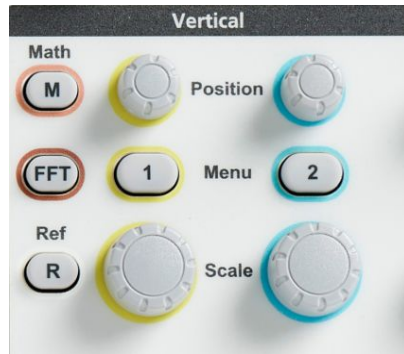 Vertical
Math
M
Position
FFT
1
Menu
2
Ref
R
Scale